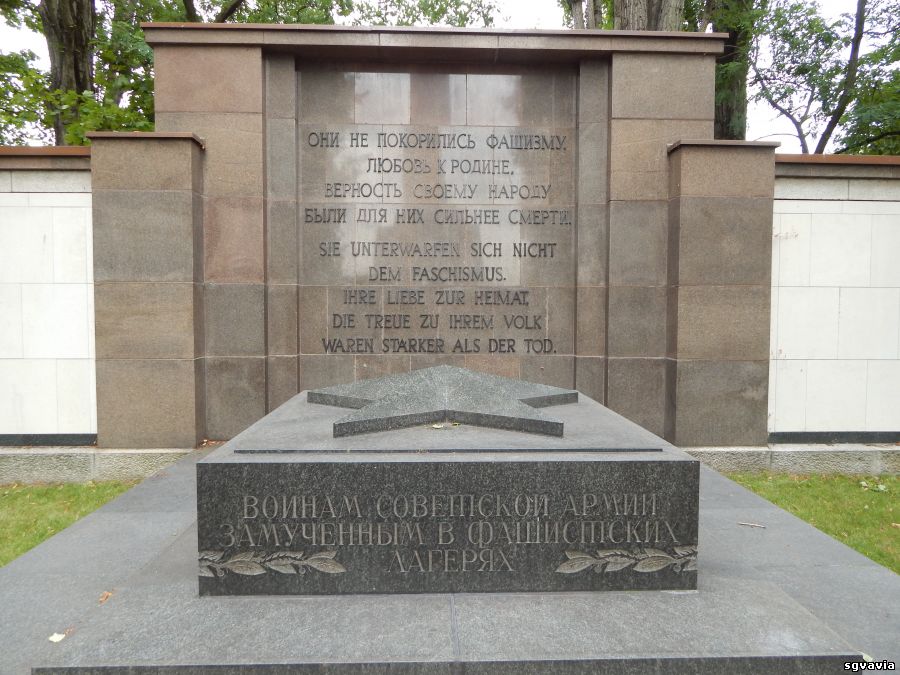 ОНИ НЕ ПОКОРИЛИСЬ ФАШИЗМУ.
ЛЮБОВЬ К РОДИНЕ,
ВЕРНОСТЬ СВОЕМУ НАРОДУ
БЫЛИ ДЛЯ НИХ СИЛЬНЕЕ СМЕРТИ.
SIE UNTERWARFEN SICH NICHT
DEM FASCHISMUS.
IHRE LIEBE ZUR HEIMAT,
DIE TREUE ZU IHREM VOLK
WAREN STÄRKER ALS DER TOD.
ВОИНАМ СОВЕТСКОЙ АРМИИ
ЗАМУЧЕННЫМ В ФАШИСТСКИХ
ЛАГЕРЯХ
sgvavia